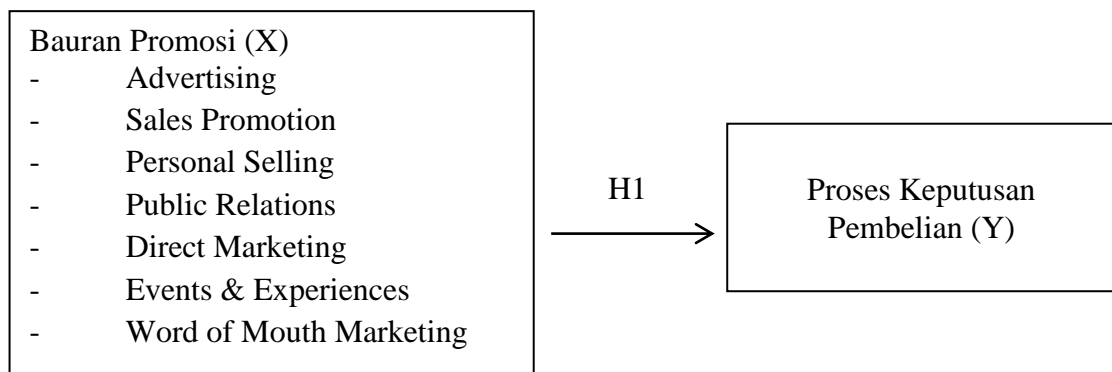 Bauran Promosi (X)
- Advertising
- Sales Promotion
- Personal Selling
- Public Relations
- Direct Marketing
- Events & Experiences
- Word of Mouth Marketing
H1
Proses Keputusan
Pembelian (Y)